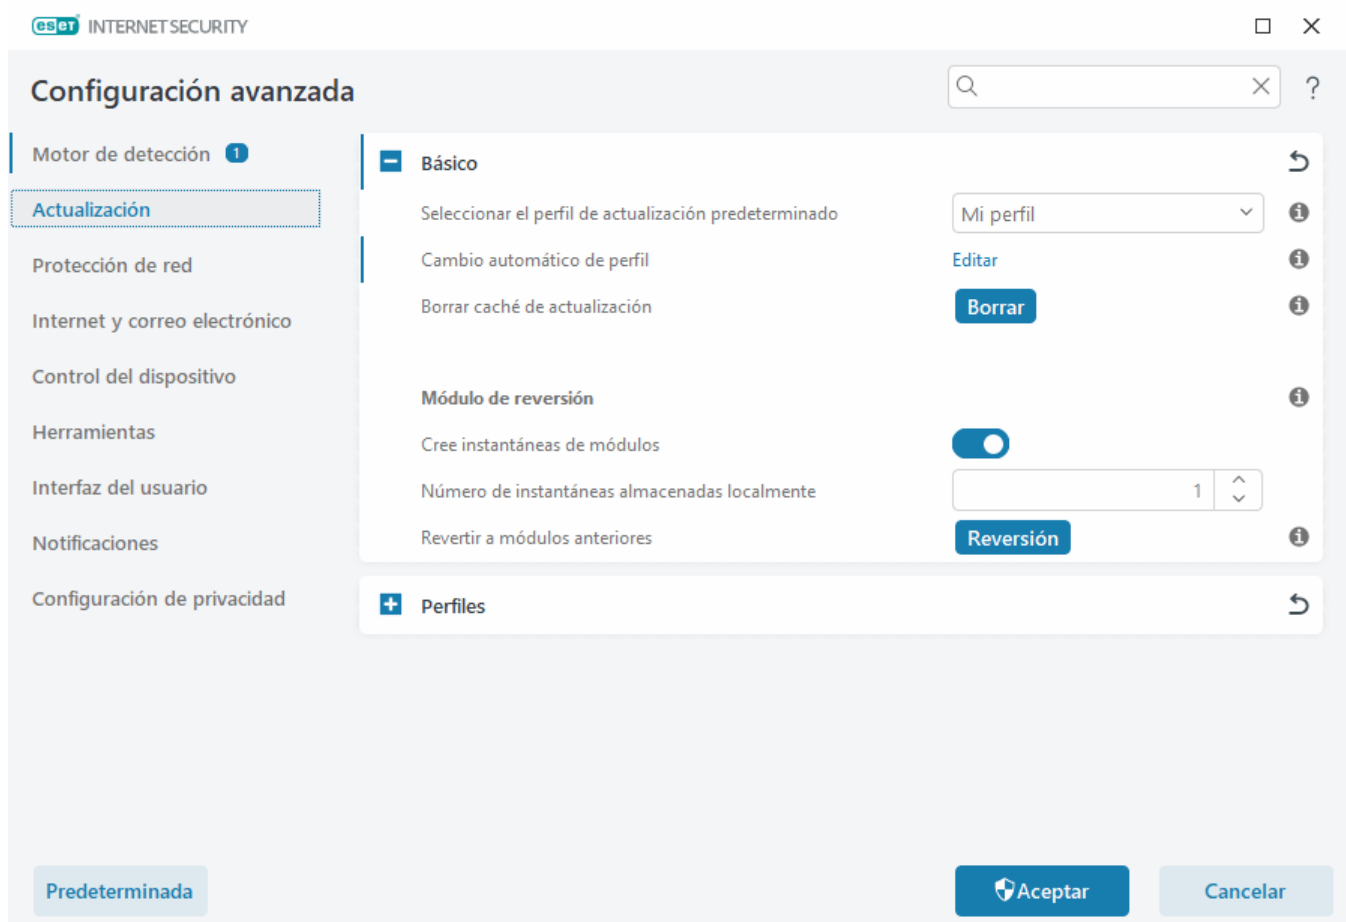 eset INTERNET SECURITY
Configuración avanzada
?
Motor de detección 1
Actualización
Protección de red
Internet y correo electrónico
Control del dispositivo
Herramientas
Interfaz del usuario
Notificaciones
Configuración de privacidad
Básico
Seleccionar el perfil de actualización predeterminado
Mi perfil
Cambio automático de perfil
Editar
Borrar caché de actualización
Borrar
Módulo de reversión
Cree instantáneas de módulos
Número de instantáneas almacenadas localmente
1
Revertir a módulos anteriores
Reversión
Perfiles
Predeterminada
Aceptar
Cancelar